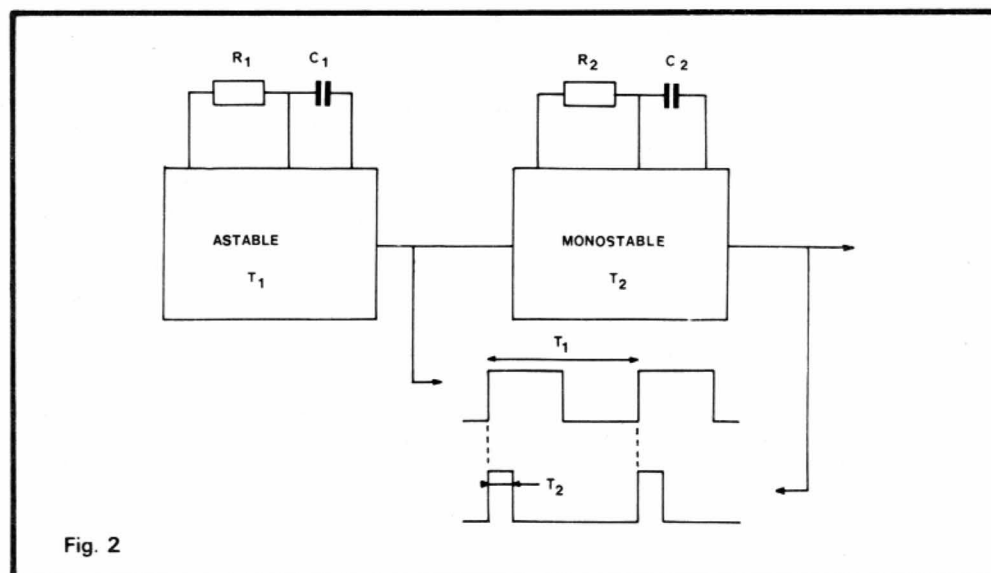 R1 C1 R2 C2
ASTABLE MONOSTABLE
T1 T2
T1
T2
Fig. 2